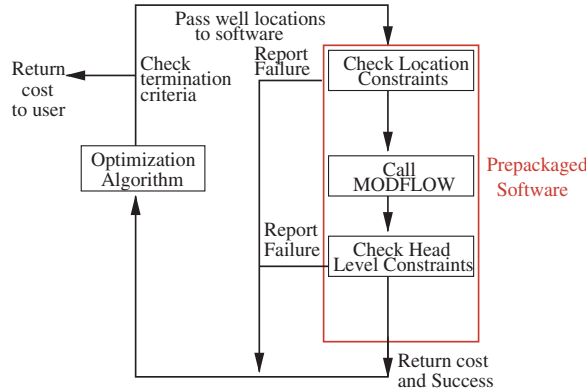 Pass well locations
to software
Return
cost
to user
Check
termination
criteria
Report
Failure
Check Location
Constraints
Optimization
Algorithm
Call
MODFLOW
Prepackaged
Software
Report
Failure
Check Head
Level Constraints
Return cost
and Success